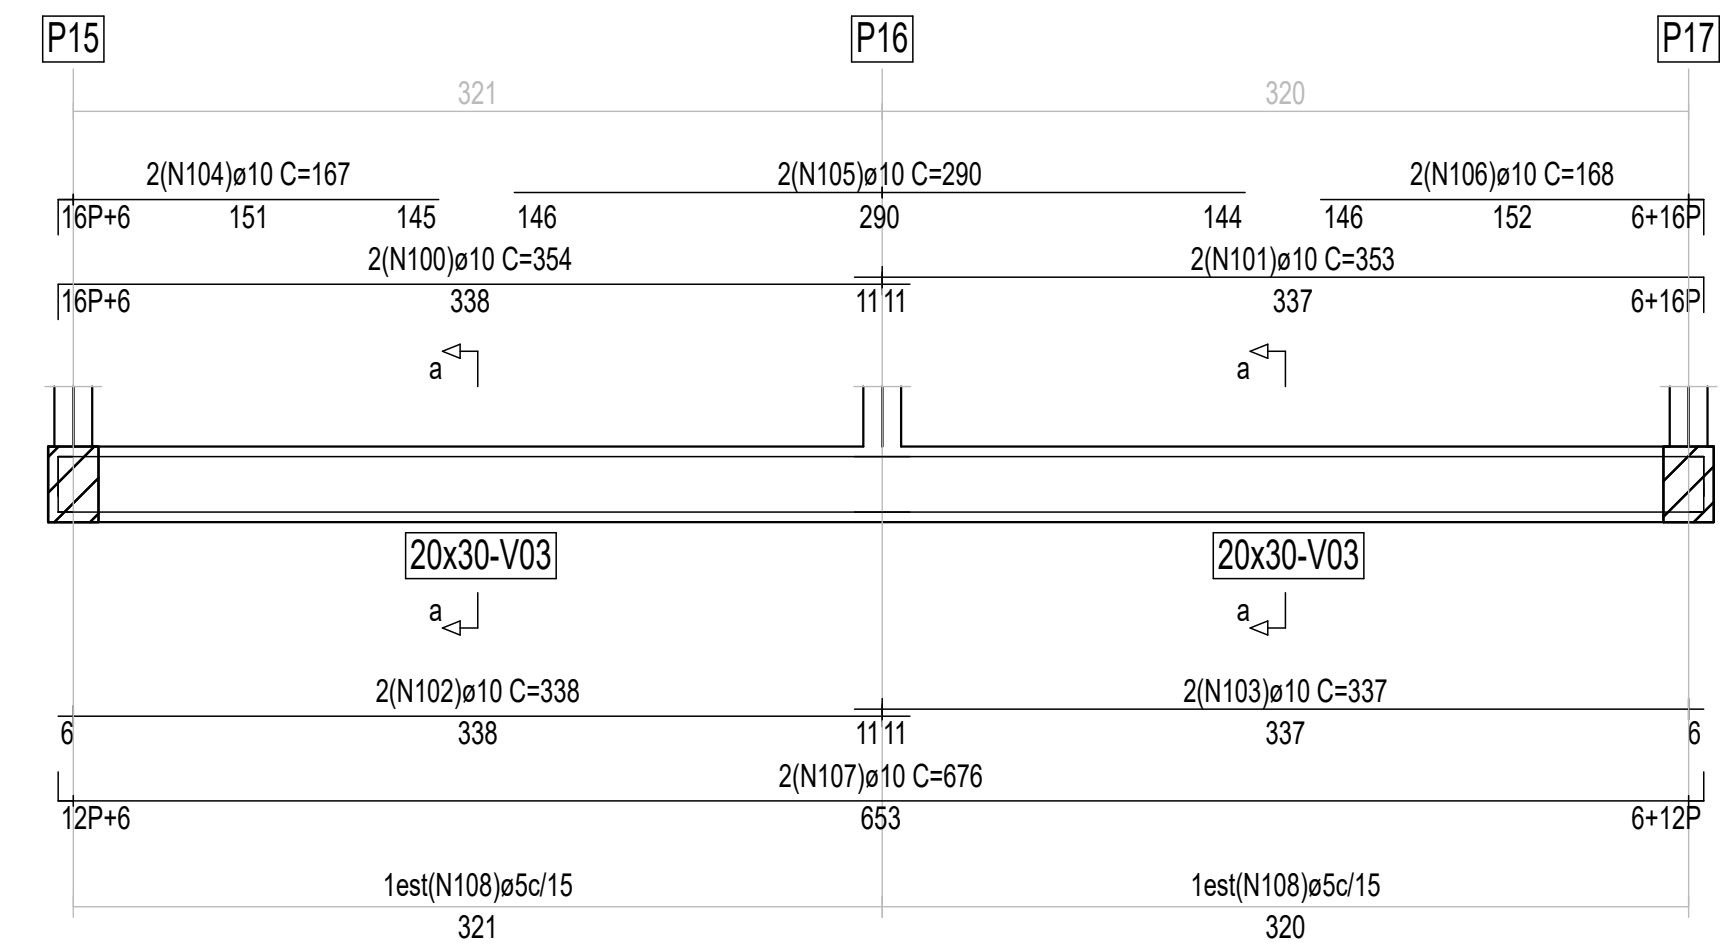 P15 P16 P17
321 320
2(N104)ø10 C=167 2(N105)ø10 C=290 2(N106)ø10 C=168
16P+6 151 145 146 290 144 146 152 6+16P
2(N100)ø10 C=354 2(N101)ø10 C=353
16P+6 338 11 11 337 6+16P
a a
20x30-V03 20x30-V03
a a
2(N102)ø10 C=338 2(N103)ø10 C=337
6 338 11 11 337 6
2(N107)ø10 C=676
12P+6 653 6+12P
1est(N108)ø5c/15 1est(N108)ø5c/15
321 320